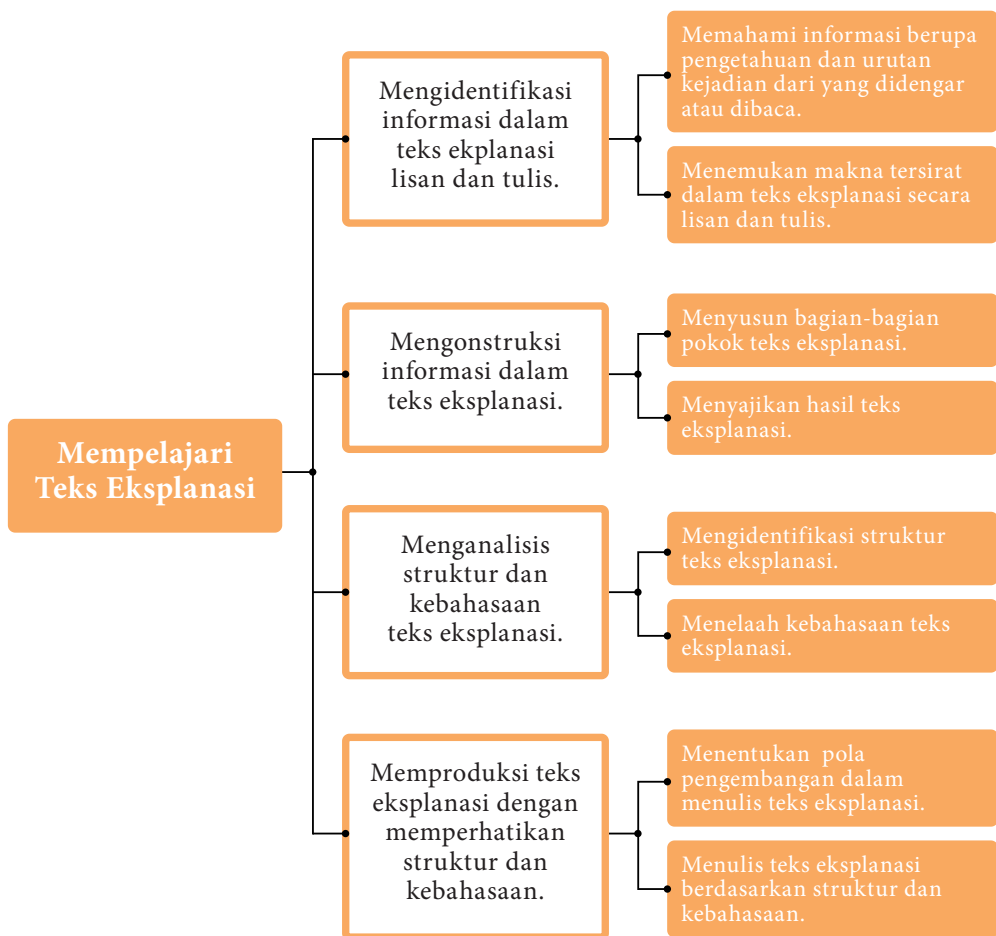 Mempelajari
Teks Eksplanasi
Mengidentifikasi
informasi dalam
teks ekplanasi
lisan dan tulis.
Memahami informasi berupa
pengetahuan dan urutan
kejadian dari yang didengar
atau dibaca.
Menemukan makna tersirat
dalam teks eksplanasi secara
lisan dan tulis.
Mengonstruksi
informasi dalam
teks eksplanasi.
Menyusun bagian-bagian
pokok teks eksplanasi.
Menyajikan hasil teks
eksplanasi.
Menganalisis
struktur dan
kebahasaan
teks eksplanasi.
Mengidentifikasi struktur
teks eksplanasi.
Menelaah kebahasaan teks
eksplanasi.
Memproduksi teks
eksplanasi dengan
memperhatikan
struktur dan
kebahasaan.
Menentukan pola
pengembangan dalam
menulis teks eksplanasi.
Menulis teks eksplanasi
berdasarkan struktur dan
kebahasaan.